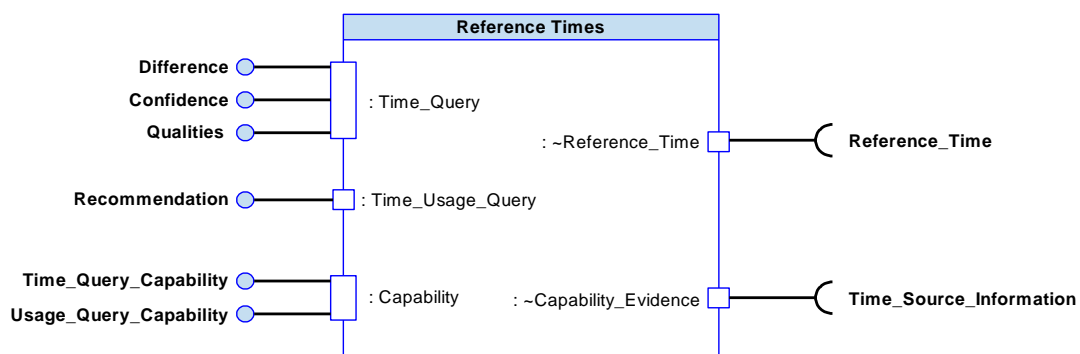 Reference Times
Difference
Confidence
: Time_Query
Qualities
: ~Reference_Time
Reference_Time
Recommendation
: Time_Usage_Query
Time_Query_Capability
: Capability
: ~Capability_Evidence
Time_Source_Information
Usage_Query_Capability